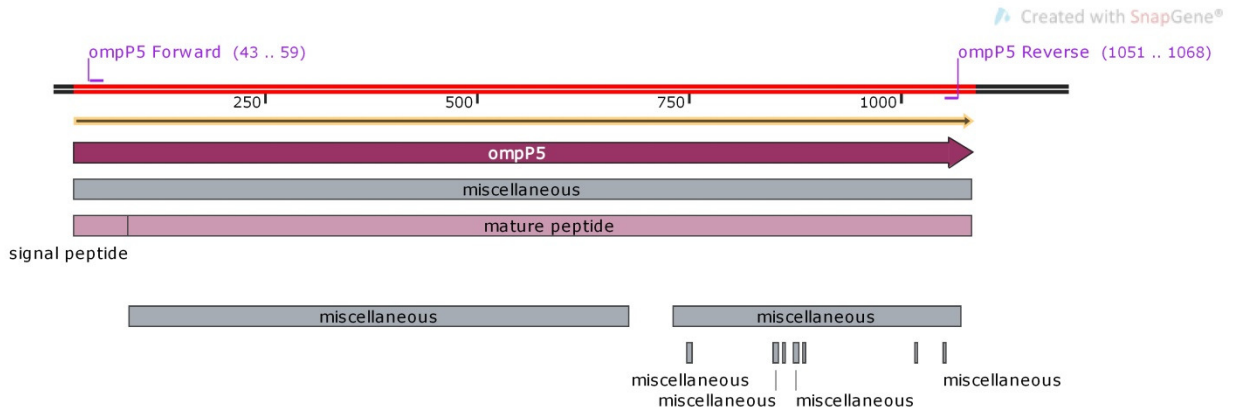 Created with SnapGene®
ompP5 Forward (43 .. 59)
ompP5 Reverse (1051 .. 1068)
250
500
750
1000
ompP5
miscellaneous
mature peptide
signal peptide
miscellaneous
miscellaneous
miscellaneous
miscellaneous
miscellaneous
miscellaneous